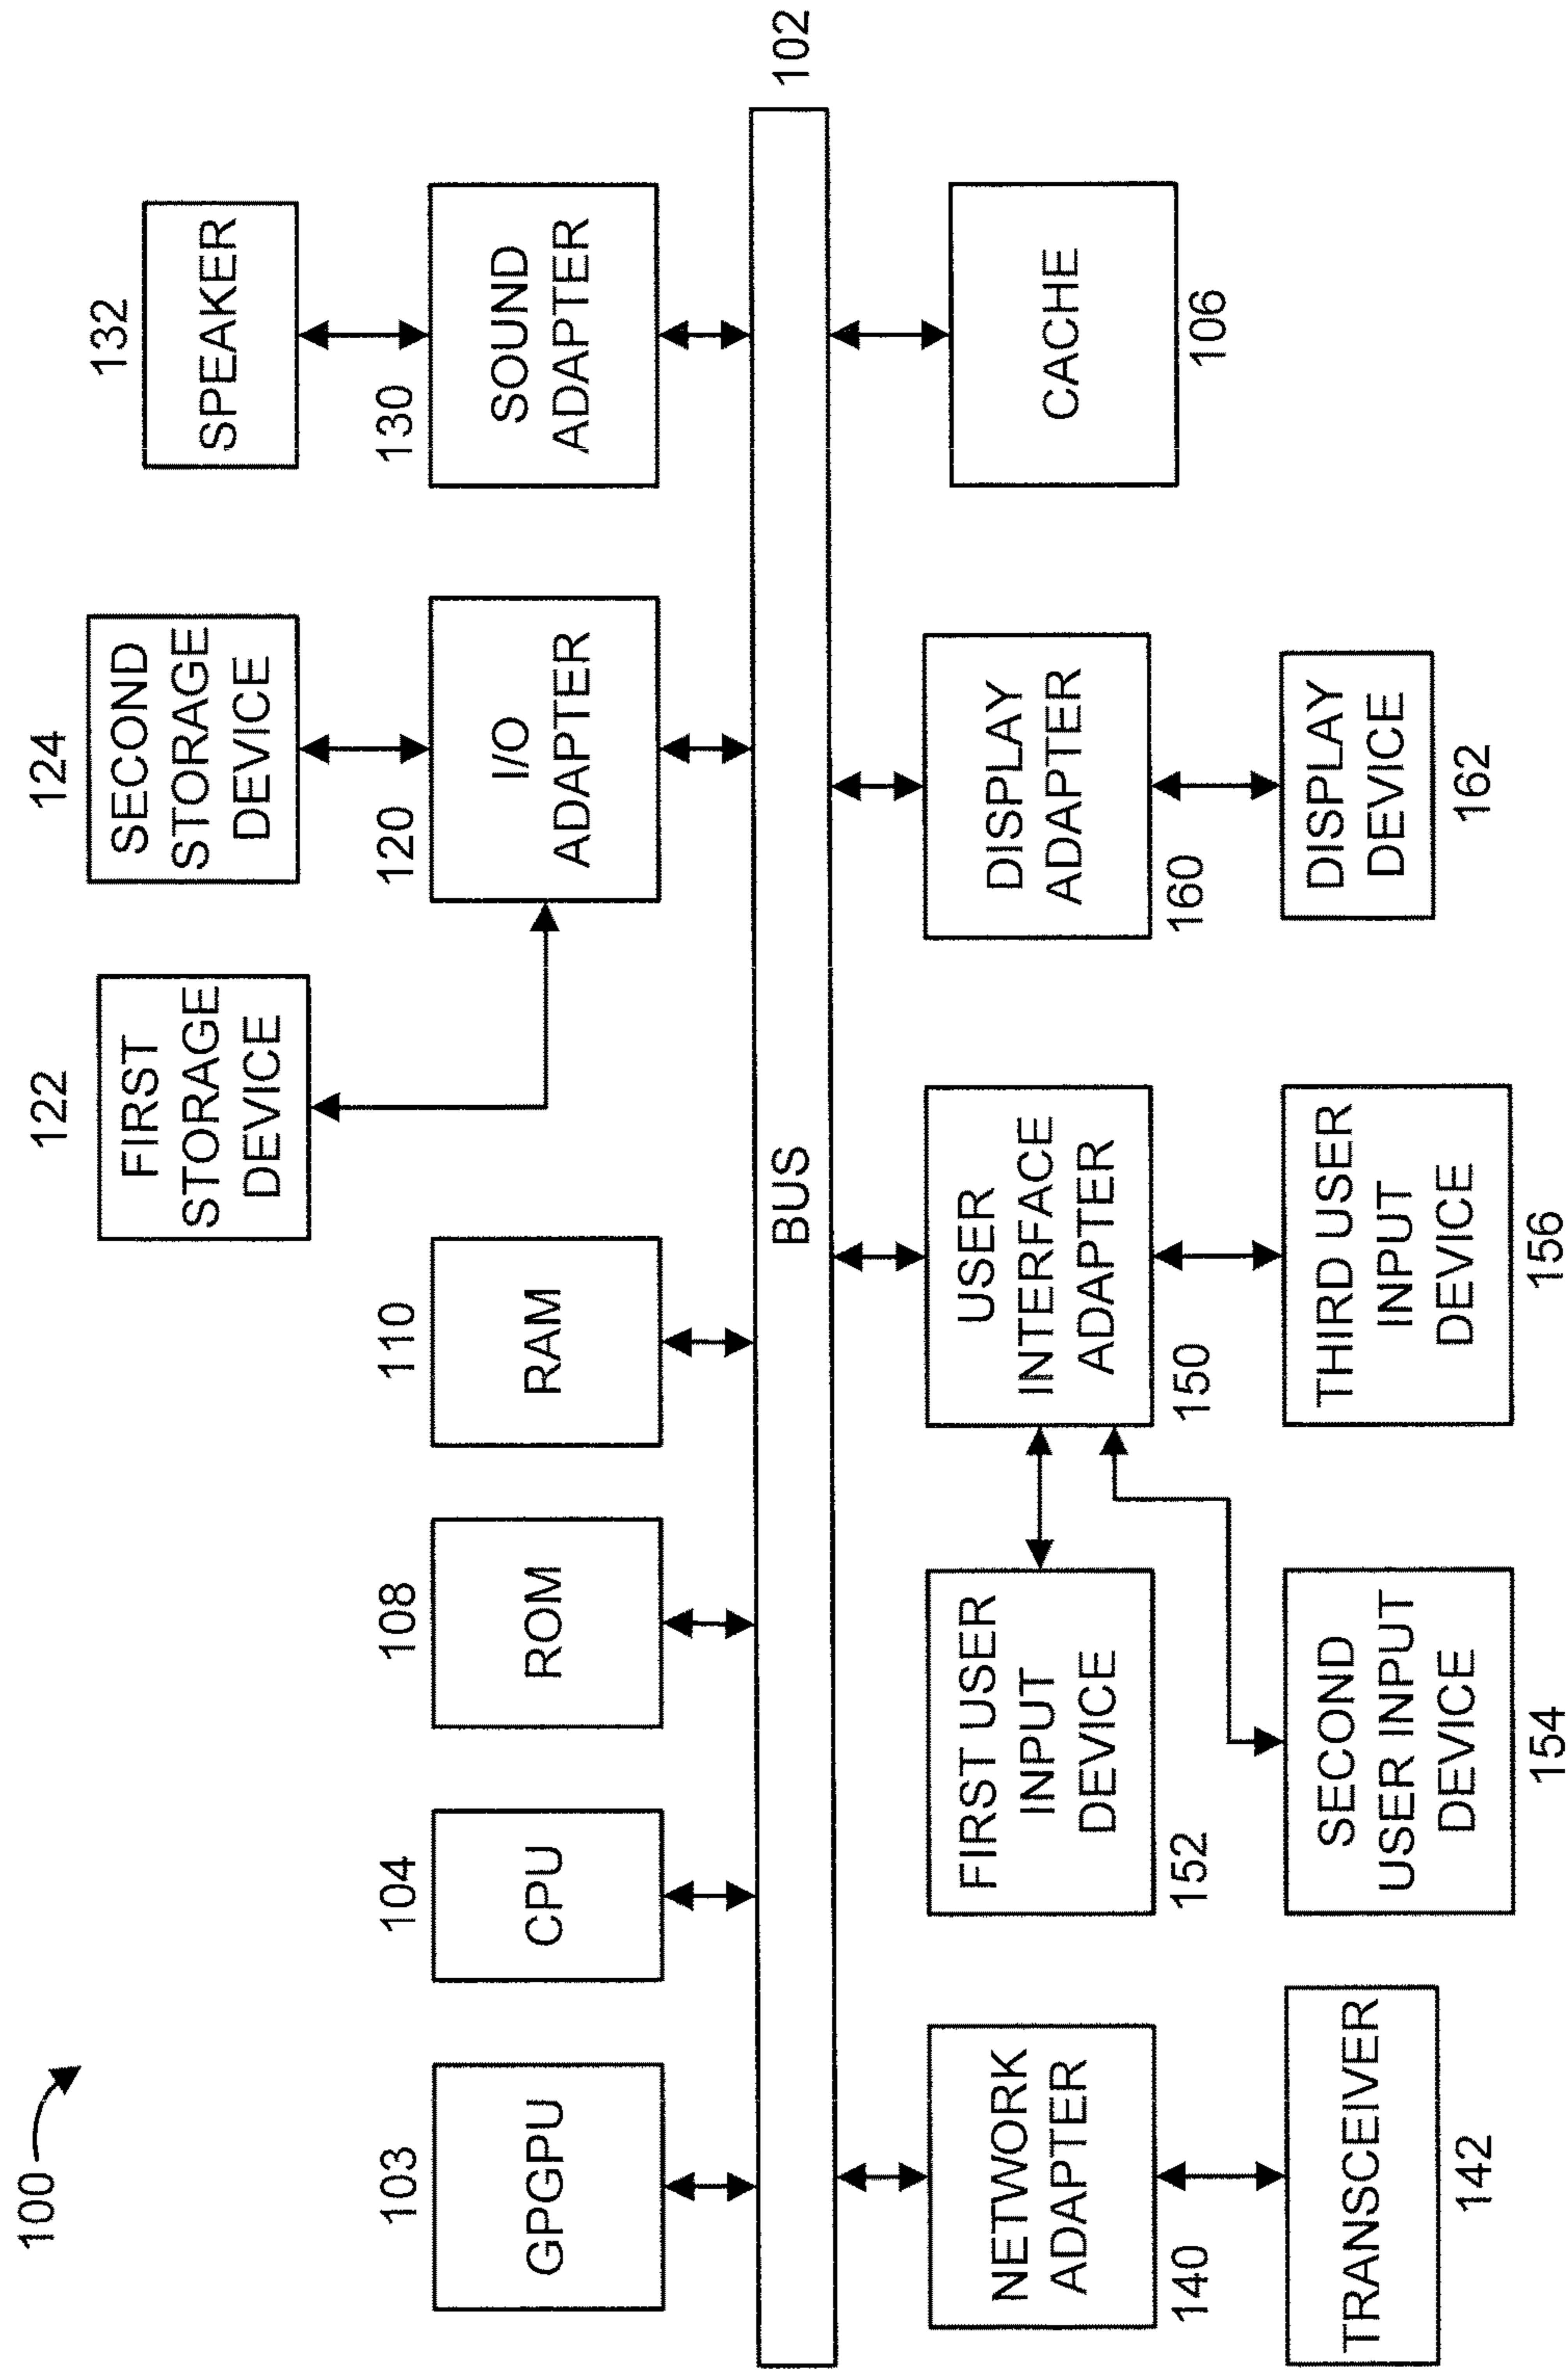 100
103
GPGPU
104
CPU
108
ROM
110
RAM
122
FIRST
STORAGE
DEVICE
124
SECOND
STORAGE
DEVICE
120
I/O
ADAPTER
132
SPEAKER
130
SOUND
ADAPTER
BUS
102
NETWORK
ADAPTER
140
TRANSCEIVER
142
FIRST USER
INPUT
DEVICE
152
SECOND
USER INPUT
DEVICE
154
USER
INTERFACE
ADAPTER
150
THIRD USER
INPUT
DEVICE
156
DISPLAY
ADAPTER
160
DISPLAY
DEVICE
162
CACHE
106